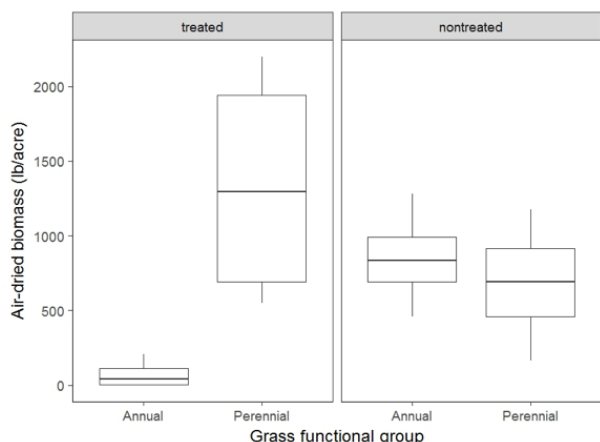 treated nontreated
Air-dried biomass (lb/acre)
2000
1500
1000
500
0
Annual Perennial Annual Perennial
Grass functional group